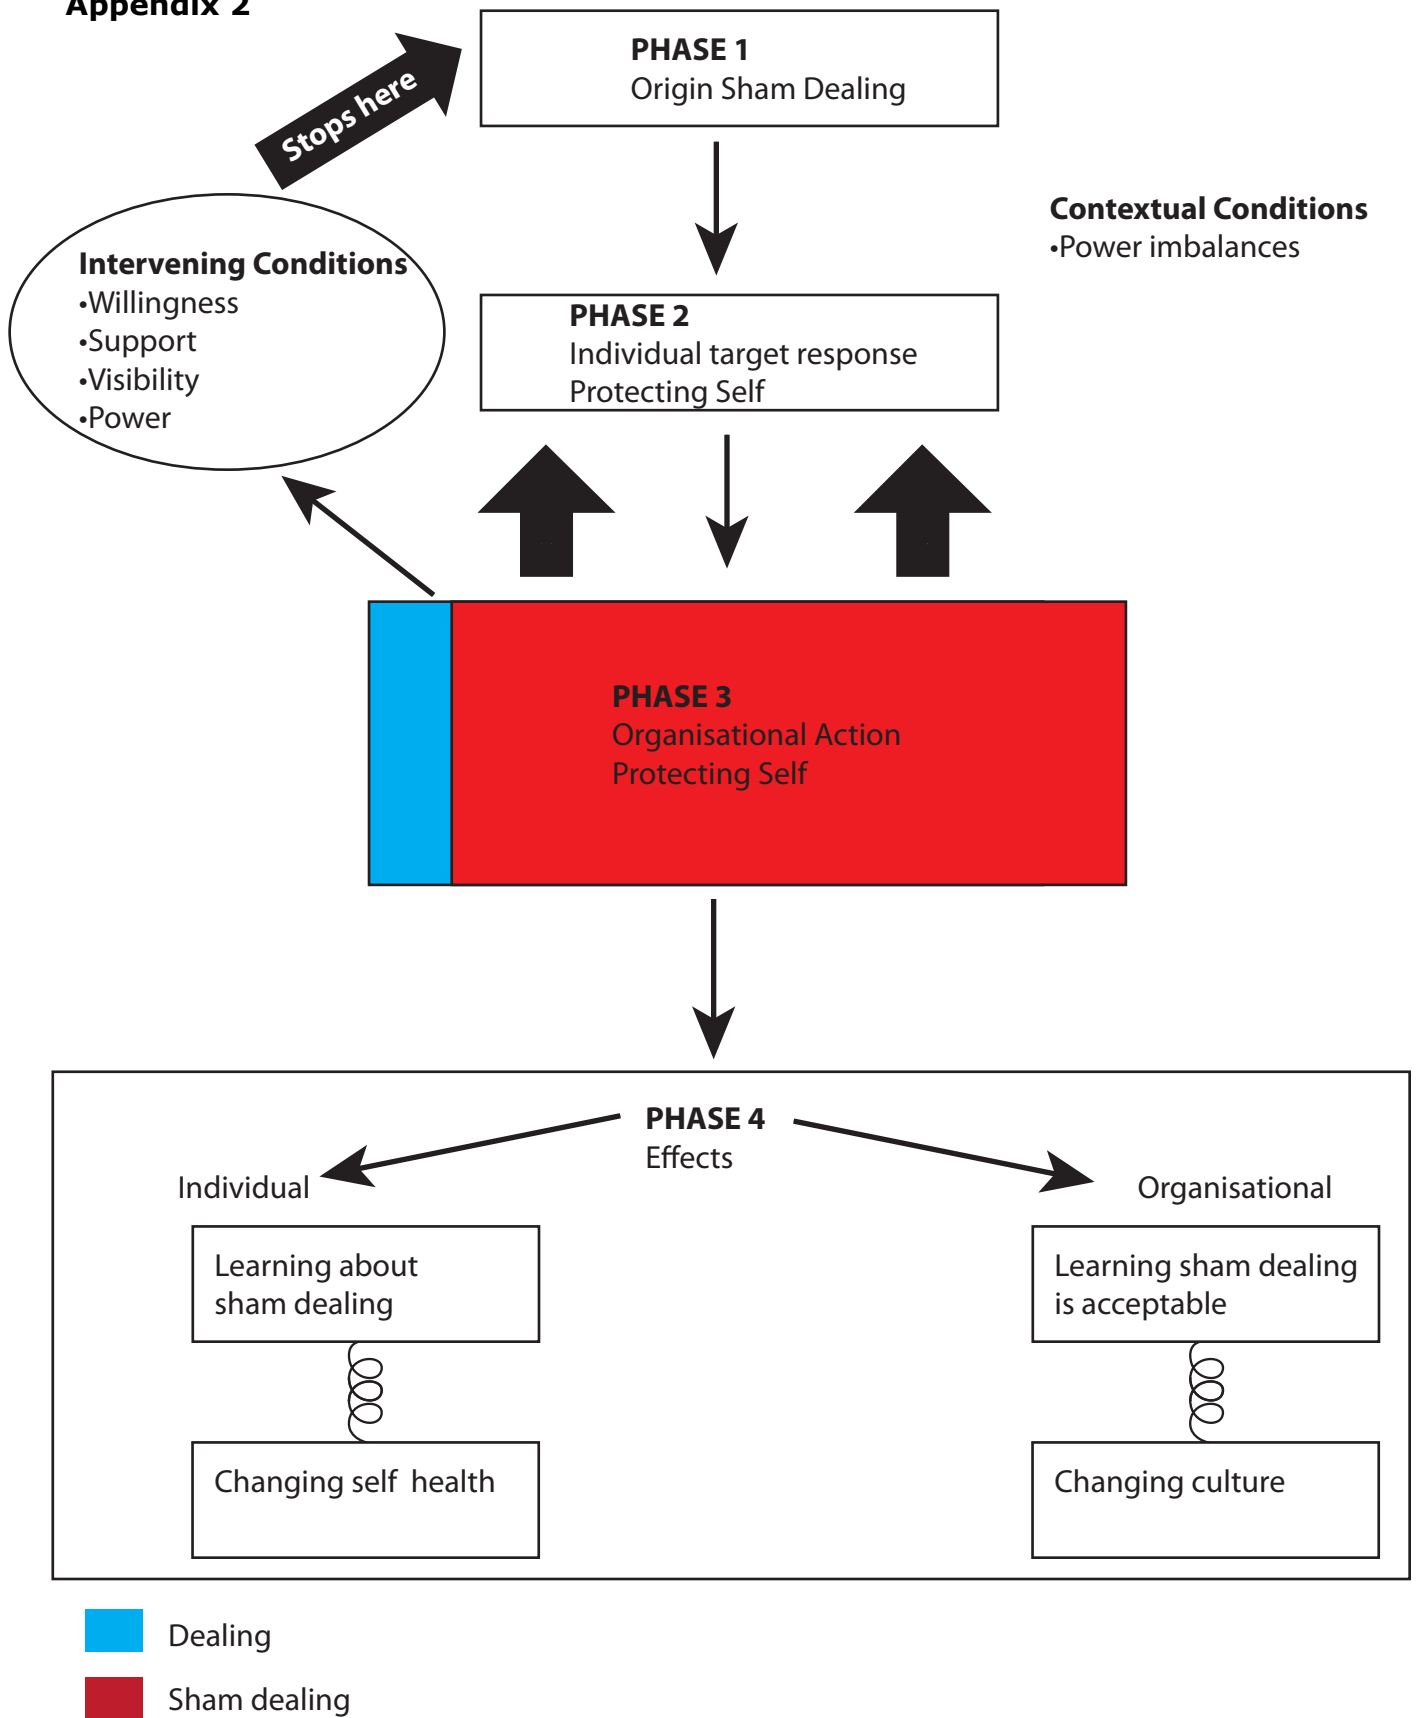 Appendix 2
PHASE 1
Origin Sham Dealing
Stops here
Contextual Conditions
•Power imbalances
Intervening Conditions
•Willingness
•Support
•Visibility
•Power
PHASE 2
Individual target response
Protecting Self
PHASE 3
Organisational Action
Protecting Self
PHASE 4
Effects
Individual
Organisational
Learning about
sham dealing
Learning sham dealing
is acceptable
Changing self  health
Changing culture
Dealing
Sham dealing